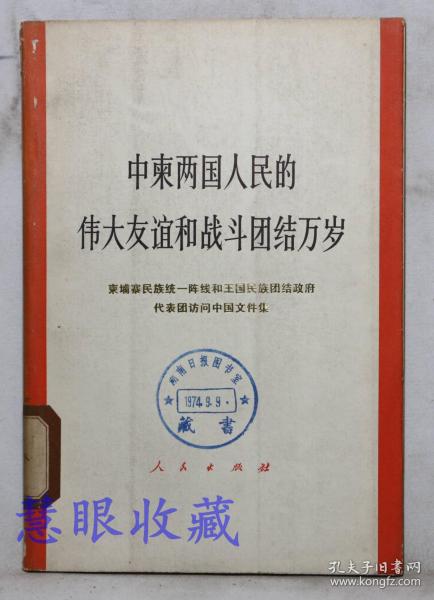 中柬两国人民的
伟大友谊和战斗团结万岁
柬埔寨民族统一阵线和王国民族团结政府
代表团访问中国文件集
湖南日报图书室
1974.9.9.
藏書
人民出版社
慧眼收藏
孔夫子旧书网
www.kongfz.com